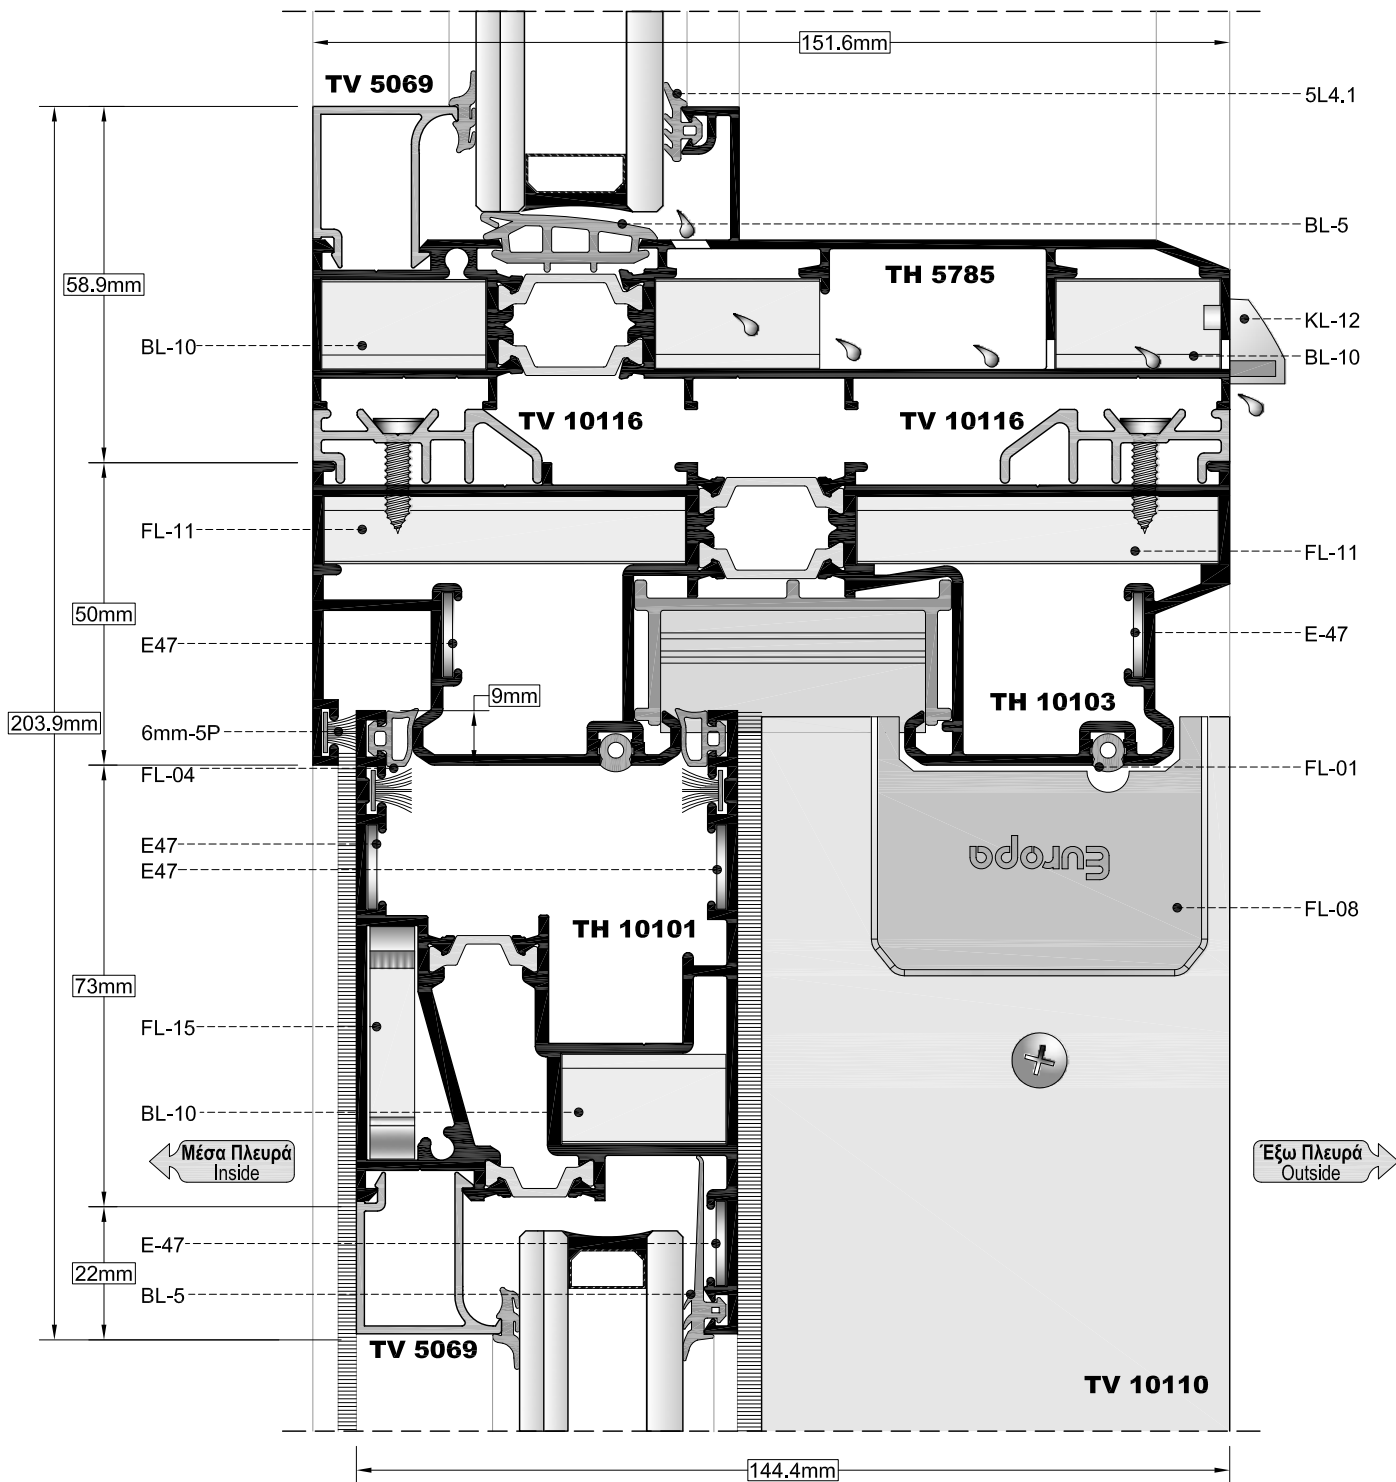 151.6mm
TV 5069
5L4.1
BL-5
58.9mm
TH 5785
KL-12
BL-10
BL-10
TV 10116
TV 10116
FL-11
FL-11
50mm
E47
E-47
9mm
TH 10103
203.9mm
6mm-5P
FL-04
FL-01
E47
E47
Europa
FL-08
TH 10101
73mm
FL-15
BL-10
Μέσα Πλευρά
Inside
Έξω Πλευρά
Outside
E-47
22mm
BL-5
TV 5069
TV 10110
144.4mm